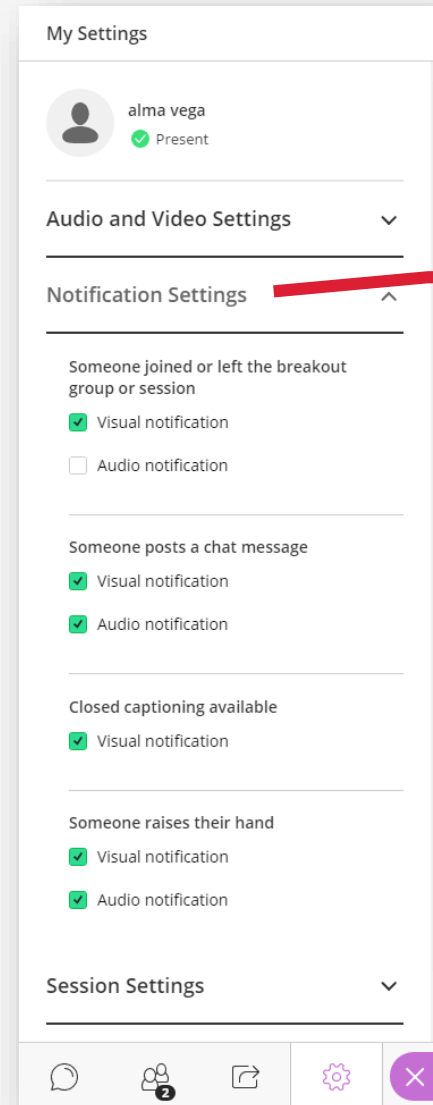 My Settings
alma vega
Present
Audio and Video Settings
Notification Settings
Someone joined or left the breakout
group or session
Visual notification
Audio notification
Someone posts a chat message
Visual notification
Audio notification
Closed captioning available
Visual notification
Someone raises their hand
Visual notification
Audio notification
Session Settings
2